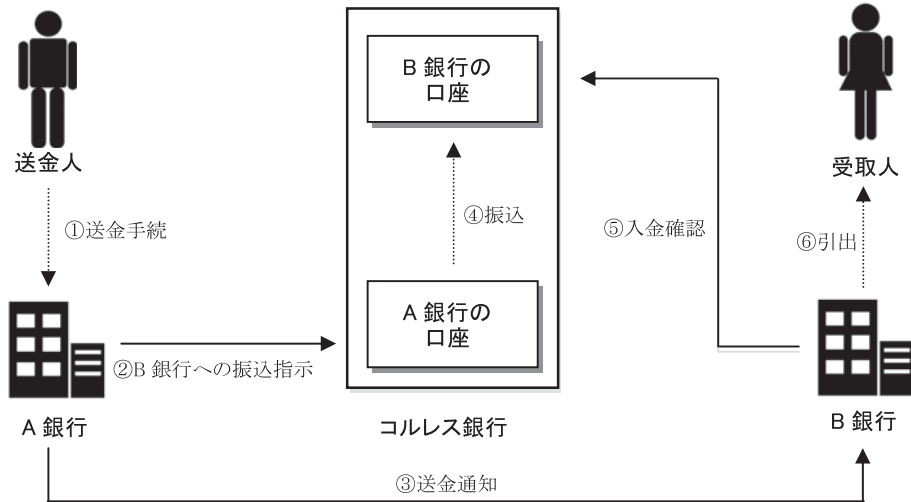 B 銀行の
口座
送金人
受取人
①送金手続
④振込
⑤入金確認
⑥引出
A 銀行の
口座
②B 銀行への振込指示
A 銀行
コルレス銀行
B 銀行
③送金通知